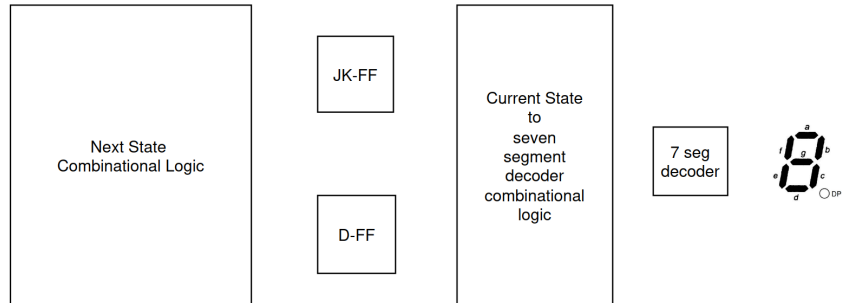 Next State
Combinational Logic
JK-FF
D-FF
Current State
to
seven
segment
decoder
combinational
logic
7 seg
decoder
a
f
b
g
e
c
d
DP